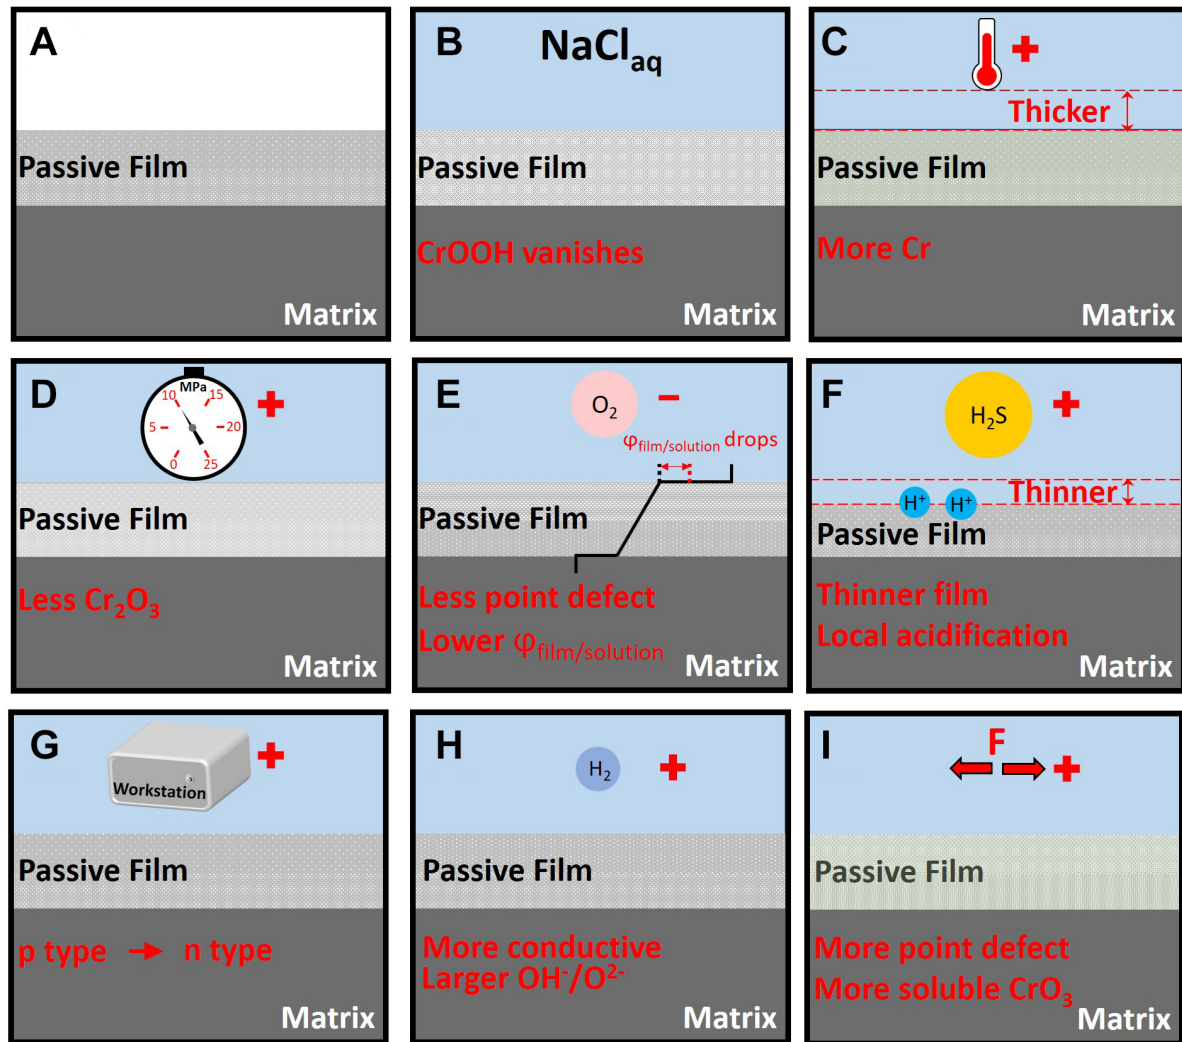 A
Passive Film
Matrix
B
NaCl_aq
Passive Film
CrOOH vanishes
Matrix
C
+
Thicker
Passive Film
More Cr
Matrix
D
MPa
10
15
5
20
0
25
+
Passive Film
Less Cr₂O₃
Matrix
E
O₂
−
φ_film/solution drops
Passive Film
Less point defect
Lower φ_film/solution
Matrix
F
H₂S
+
Thinner
H⁺
H⁺
Passive Film
Thinner film
Local acidification
Matrix
G
Workstation
+
Passive Film
p type → n type
Matrix
H
H₂
+
Passive Film
More conductive
Larger OH⁻/O²⁻
Matrix
I
F
+
Passive Film
More point defect
More soluble CrO₃
Matrix